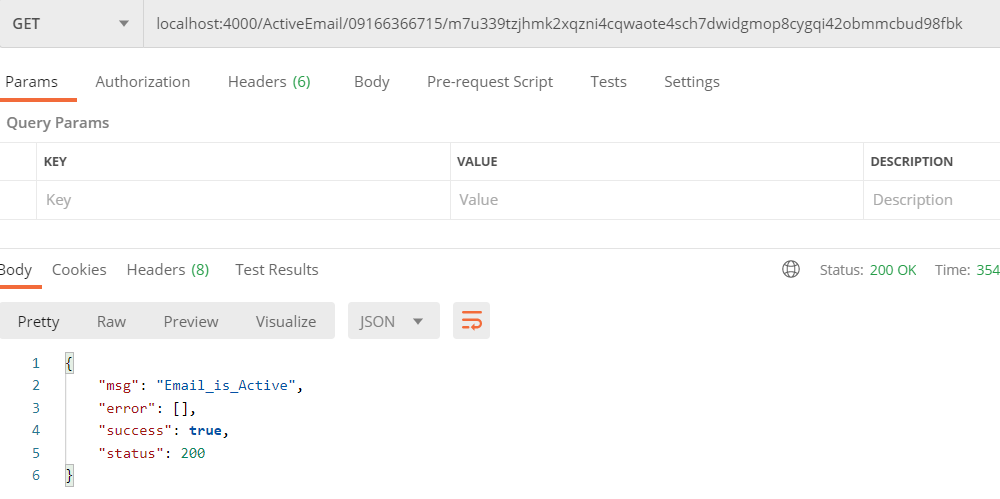 GET localhost:4000/ActiveEmail/09166366715/m7u339tzjhmk2xqzni4cqwaote4sch7dwidgmop8cygqi42obmmcbud98fbk
Params Authorization Headers (6) Body Pre-request Script Tests Settings
Query Params
KEY VALUE DESCRIPTION
Key Value Description
Body Cookies Headers (8) Test Results Status: 200 OK Time: 354
Pretty Raw Preview Visualize JSON
1 {
2 "msg": "Email_is_Active",
3 "error": [],
4 "success": true,
5 "status": 200
6 }